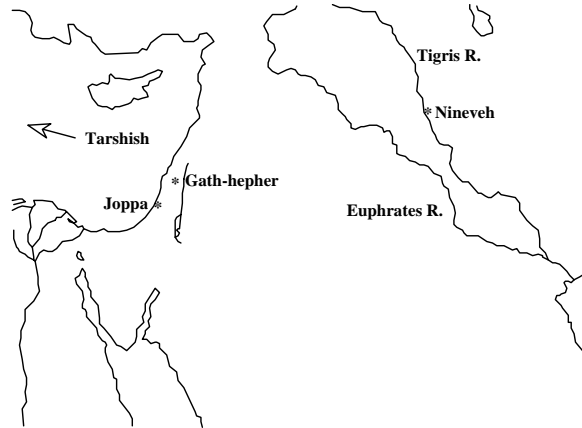 Tigris R.
* Nineveh
Tarshish
* Gath-hepher
Joppa *
Euphrates R.